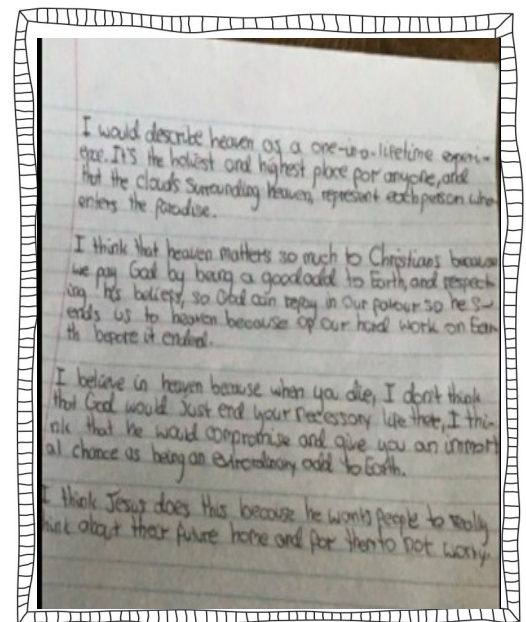 I would describe heaven as a one-in-a-lifetime experi-
ence. It's the holiest and highest place for anyone, and
that the clouds surrounding heaven, represent each person who
enters the Paradise.
I think that heaven matters so much to Christians because
we pay God by being a good add to Earth, and respect-
ing his beliefs, so God can repay in our favour so he s-
ends us to heaven because of our hard work on Ear-
th before it ended.
I believe in heaven because when you die, I don't think
that God would Just end your necessary life there, I thi-
nk that he would compromise and give you an immort
al chance as being an extrordinary add to Earth.
I think Jesus does this because he wants people to really
think about their future home and for them to not worry.